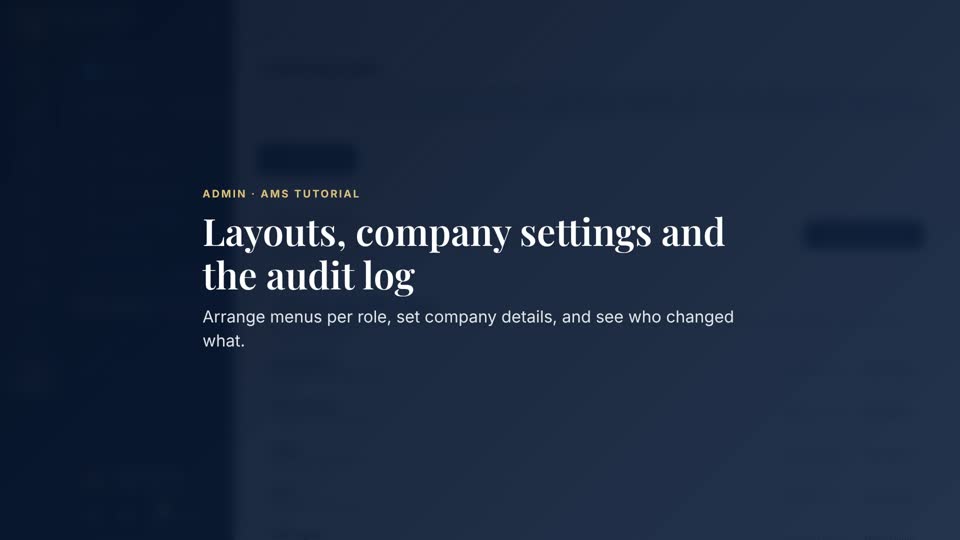 ADMIN · AMS TUTORIAL
Layouts, company settings and
the audit log
Arrange menus per role, set company details, and see who changed
what.